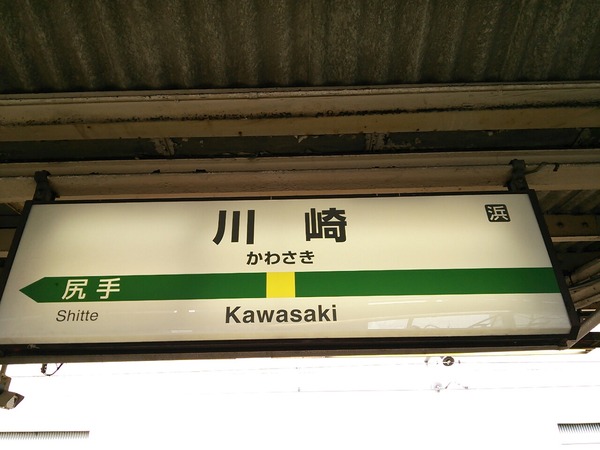 川崎
浜
かわさき
尻手
Shitte
Kawasaki